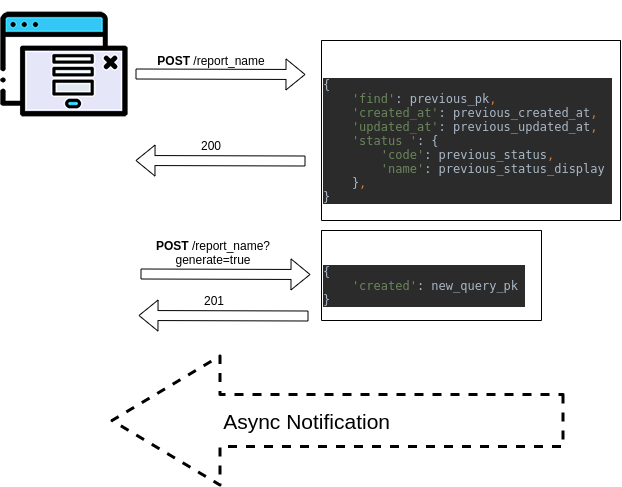 POST /report_name
{
'find': previous_pk,
'created_at': previous_created_at,
'updated_at': previous_updated_at,
'status ': {
'code': previous_status,
'name': previous_status_display
},
}
200
POST /report_name?
generate=true
{
'created': new_query_pk
}
201
Async Notification